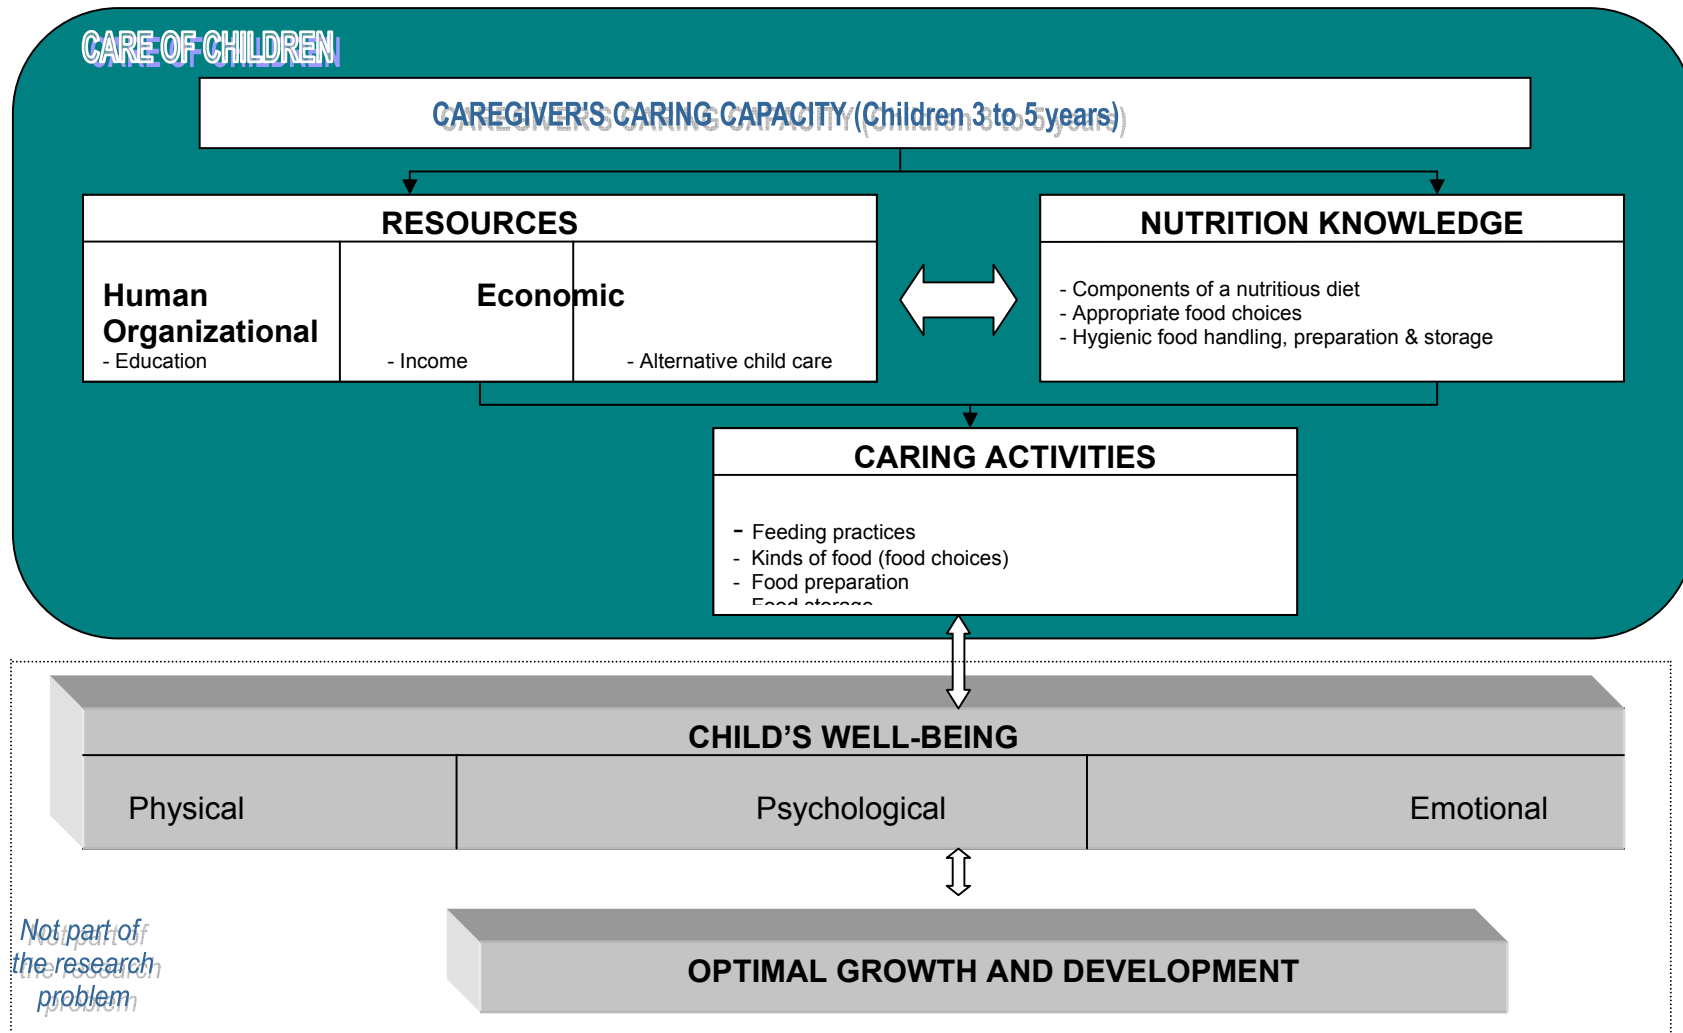 CARE OF CHILDREN
CAREGIVER'S CARING CAPACITY (Children 3 to 5 years)
RESOURCES
Human
Organizational
- Education
Economic
- Income
- Alternative child care
NUTRITION KNOWLEDGE
- Components of a nutritious diet
- Appropriate food choices
- Hygienic food handling, preparation & storage
CARING ACTIVITIES
- Feeding practices
- Kinds of food (food choices)
- Food preparation
Food storage
CHILD'S WELL-BEING
Physical
Psychological
Emotional
Not part of
the research
problem
OPTIMAL GROWTH AND DEVELOPMENT